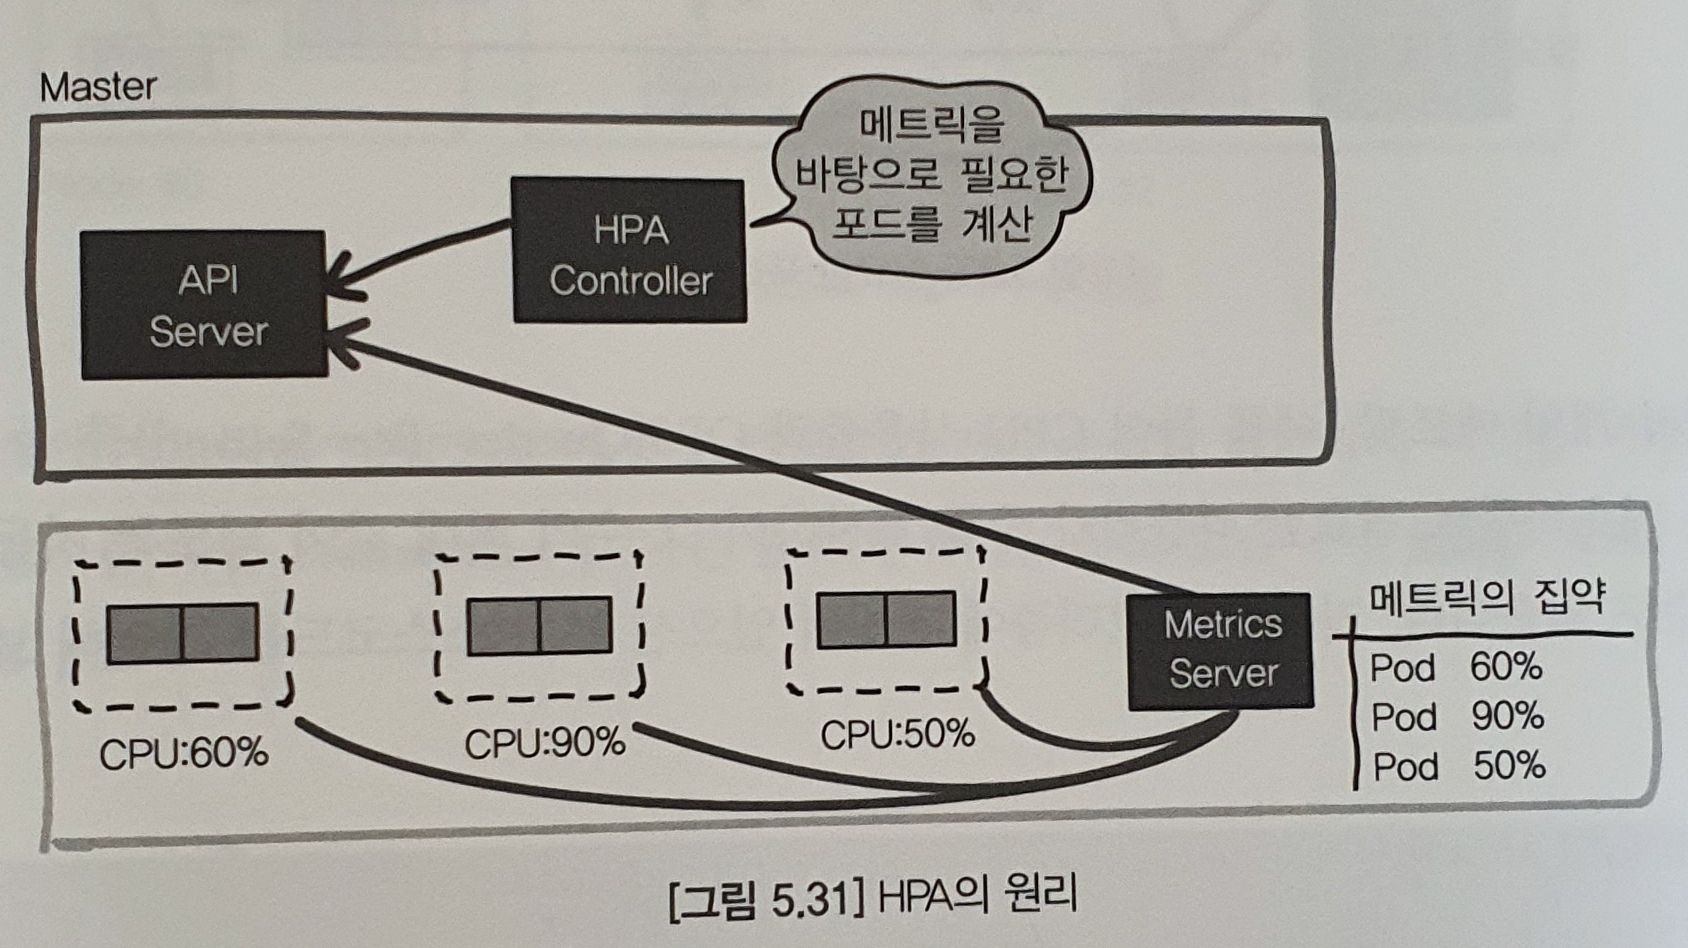 Master
메트릭을
바탕으로 필요한
포드를 계산
HPA
Controller
API
Server
Metrics
Server
메트릭의 집약
Pod 60%
Pod 90%
Pod 50%
CPU:60%
CPU:90%
CPU:50%
[그림 5.31] HPA의 원리